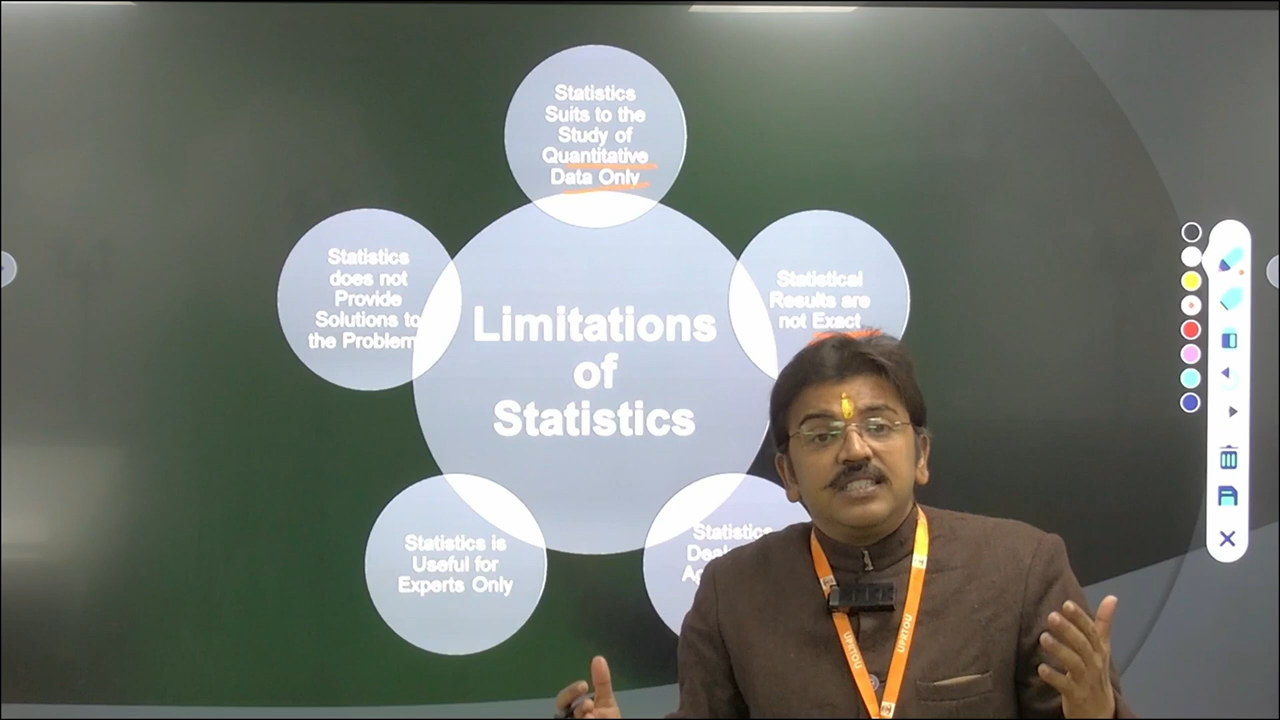 Statistics
Suits to the
Study of
Quantitative
Data Only
Statistics
does not
Provide
Solutions to
the Problem
Statistical
Results are
not Exact
Limitations
of
Statistics
Statistics is
Useful for
Experts Only
Statistics
UPRTOU
UPRTOU